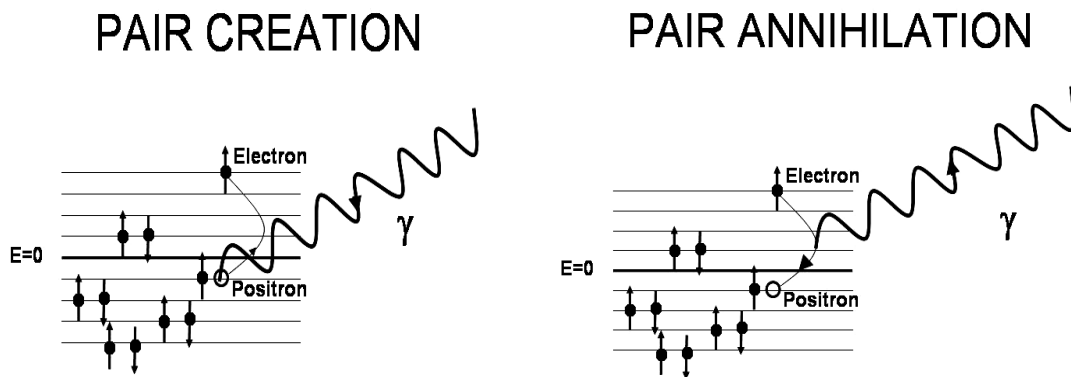 PAIR CREATION
Electron
γ
E=0
Positron
PAIR ANNIHILATION
Electron
γ
E=0
Positron